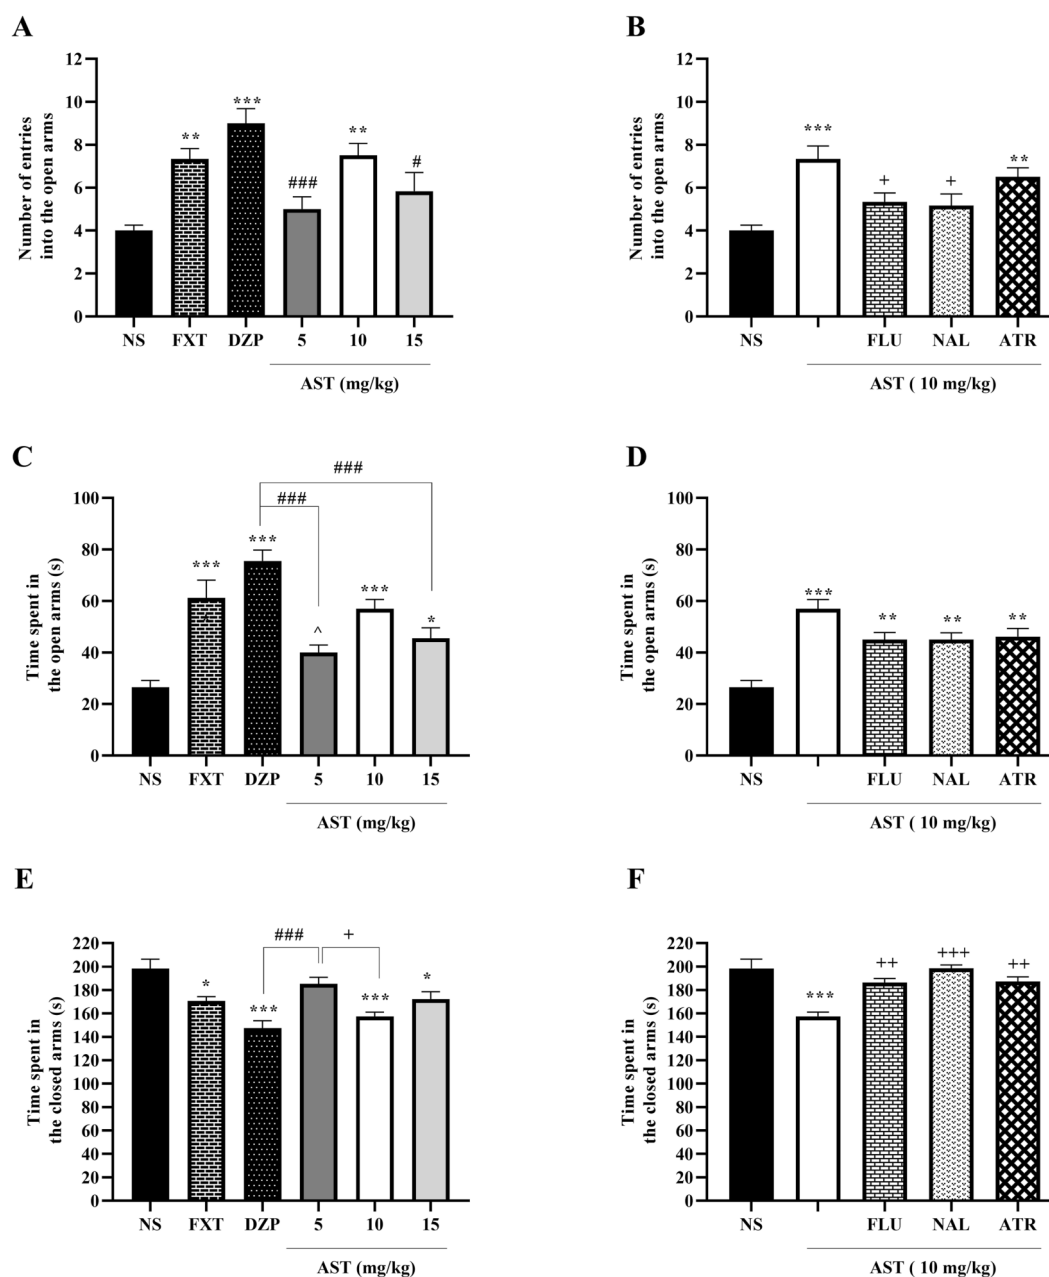 A
Number of entries
into the open arms
12
10
8
6
4
2
0
**
***
###
**
#
NS FXT DZP 5 10 15
AST (mg/kg)
B
Number of entries
into the open arms
12
10
8
6
4
2
0
***
+
+
**
NS FLU NAL ATR
AST ( 10 mg/kg)
C
Time spent in
the open arms (s)
100
80
60
40
20
0
###
###
***
***
^
***
*
NS FXT DZP 5 10 15
AST (mg/kg)
D
Time spent in
the open arms (s)
100
80
60
40
20
0
***
**
**
**
NS FLU NAL ATR
AST ( 10 mg/kg)
E
Time spent in
the closed arms (s)
220
200
180
160
140
120
100
80
60
40
20
0
###
+
*
***
***
*
NS FXT DZP 5 10 15
AST (mg/kg)
F
Time spent in
the closed arms (s)
220
200
180
160
140
120
100
80
60
40
20
0
***
++
+++
++
NS FLU NAL ATR
AST ( 10 mg/kg)